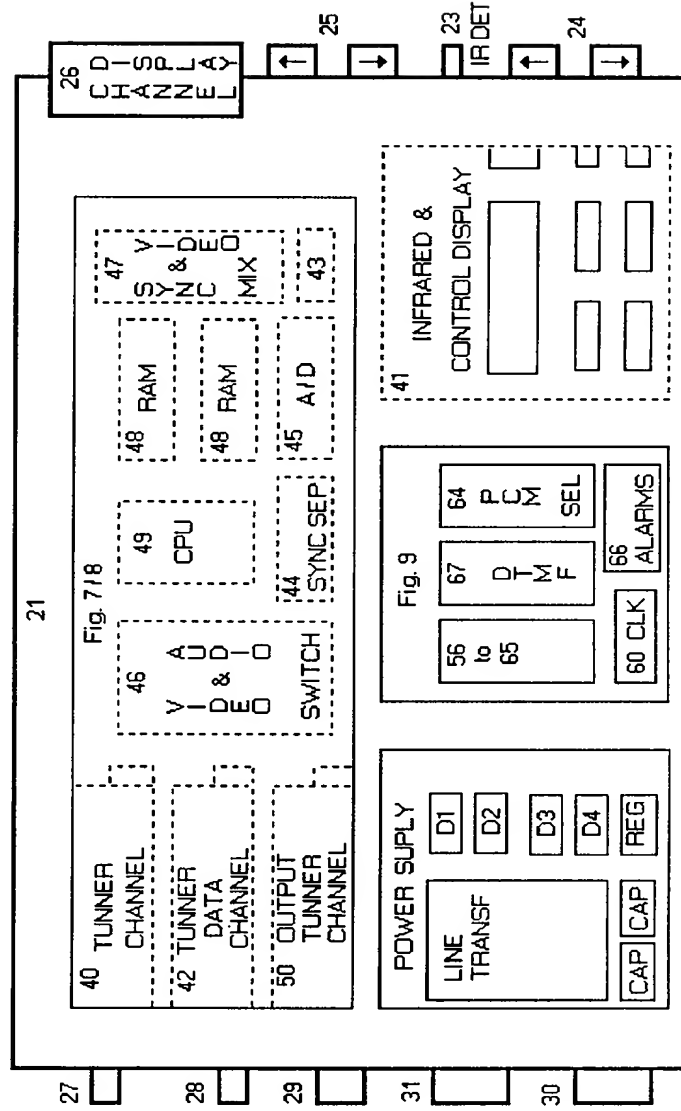 21
26
CHANNEL
DISPLAY
25
23
IR DET
24
Fig. 7/8
40 TUNNER
CHANNEL
42 TUNNER
DATA
CHANNEL
50 OUTPUT
TUNNER
CHANNEL
46
VIDEO
&
AUDIO
SWITCH
49
CPU
44
SYNC SEP
48
RAM
48
RAM
45
A/D
47
SYNC
&
VIDEO
MIX
43
POWER SUPLY
LINE
TRANSF
D1
D2
D3
D4
CAP
CAP
REG
Fig. 9
56
to
65
67
DTMF
64
PCM
SEL
60 CLK
66
ALARMS
41
INFRARED &
CONTROL DISPLAY
27
28
29
31
30